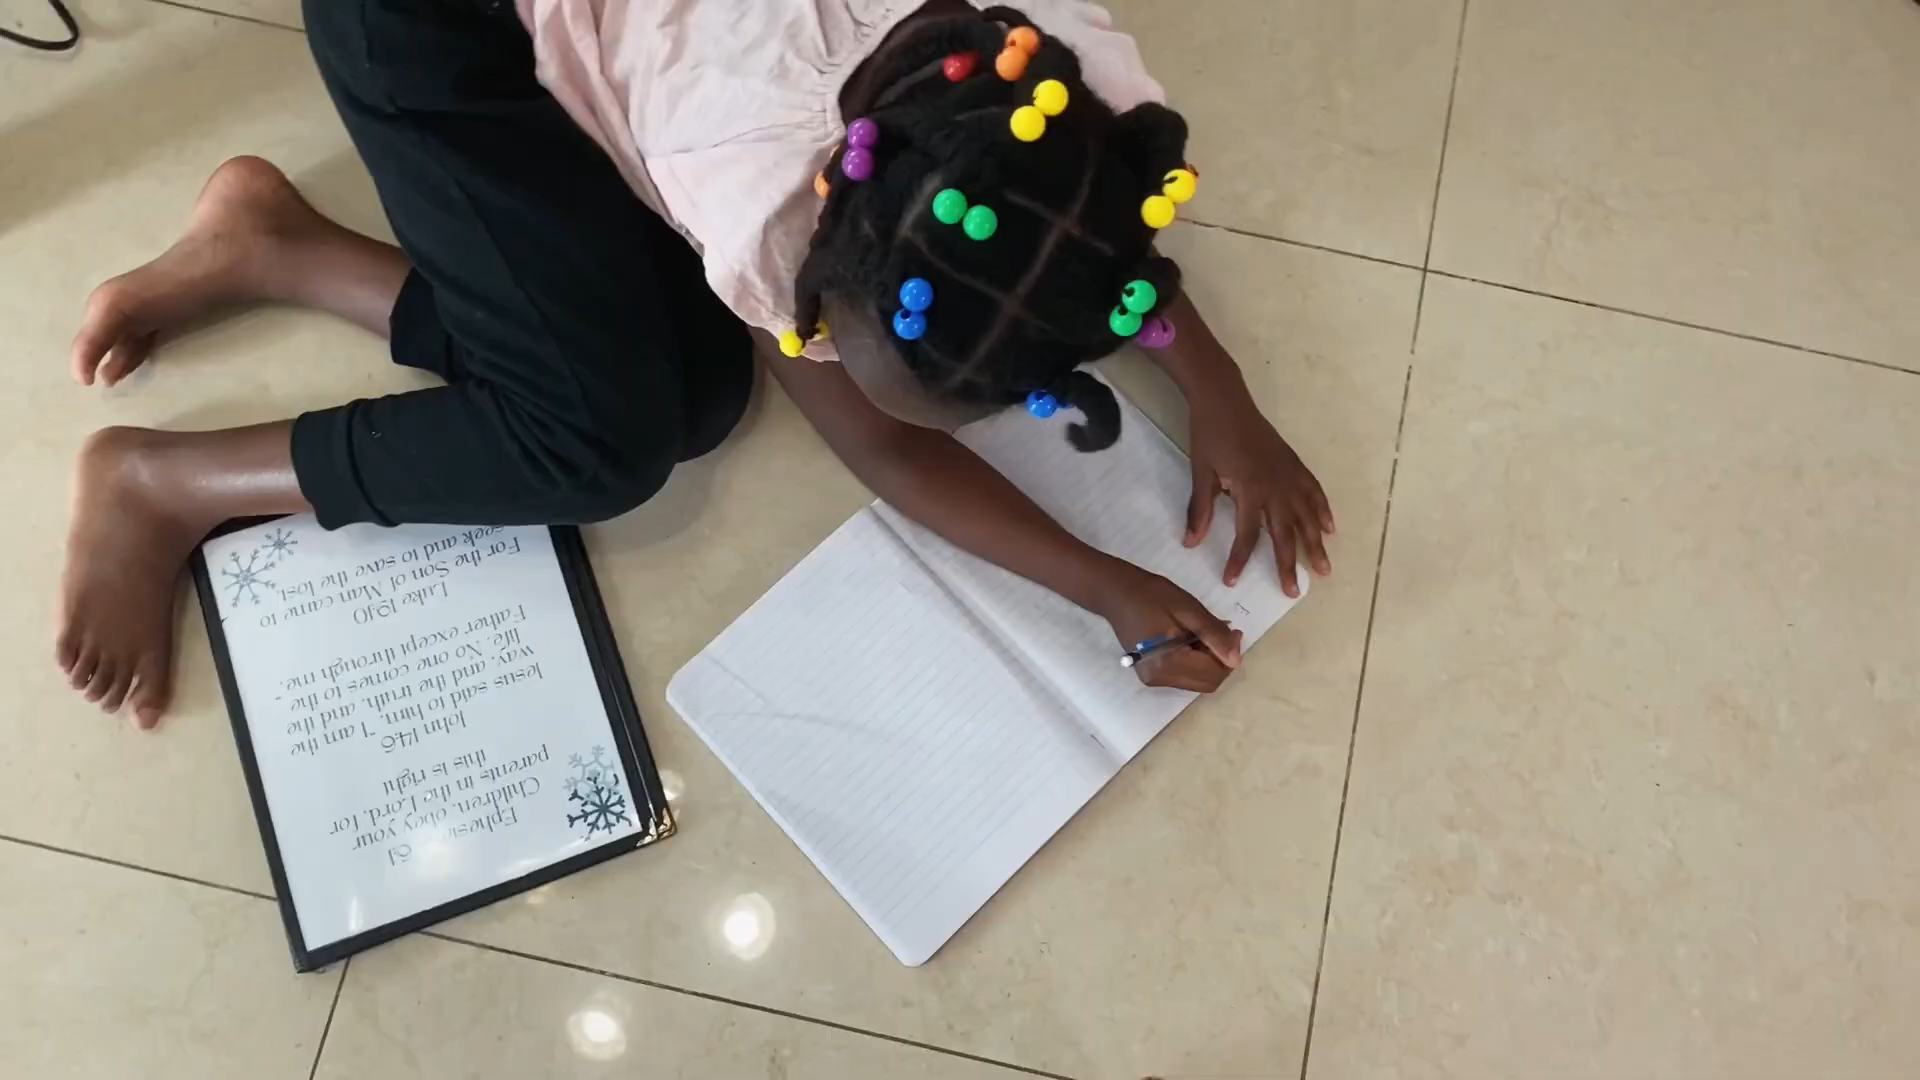 Ephesi 6:1
Children, obey your
parents in the Lord, for
this is right
John 14:6
Jesus said to him, "I am the
way, and the truth, and the
life. No one comes to the
Father except through me.
Luke 19:10
For the Son of Man came to
seek and to save the lost.